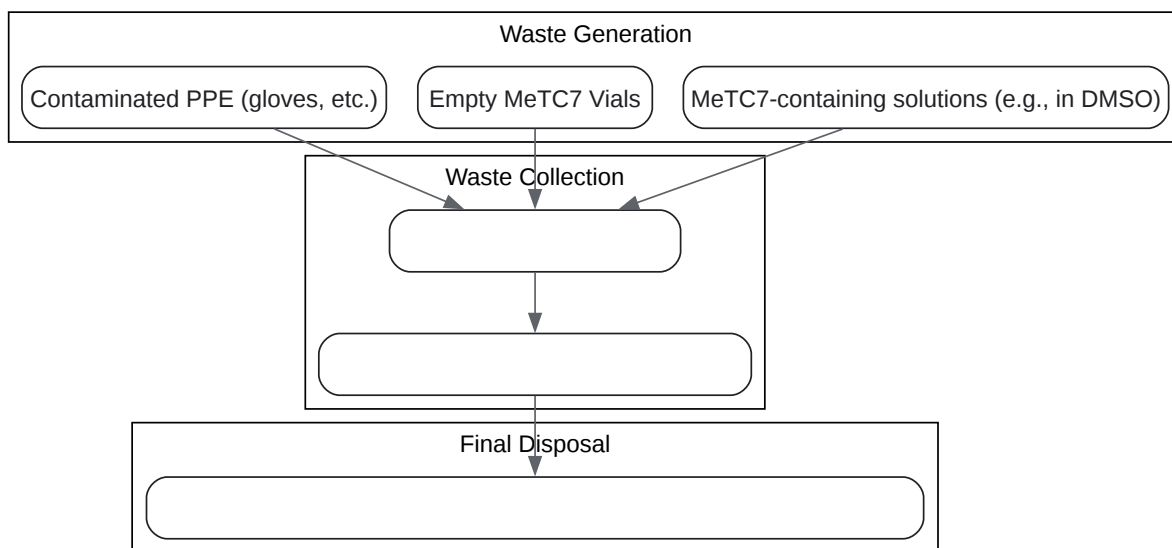 Waste Generation
Contaminated PPE (gloves, etc.)
Empty MeTC7 Vials
MeTC7-containing solutions (e.g., in DMSO)
Waste Collection
Final Disposal